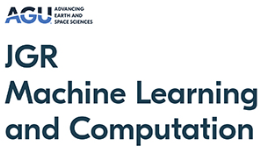 AGU
ADVANCING
EARTH AND
SPACE SCIENCES
JGR
Machine Learning
and Computation